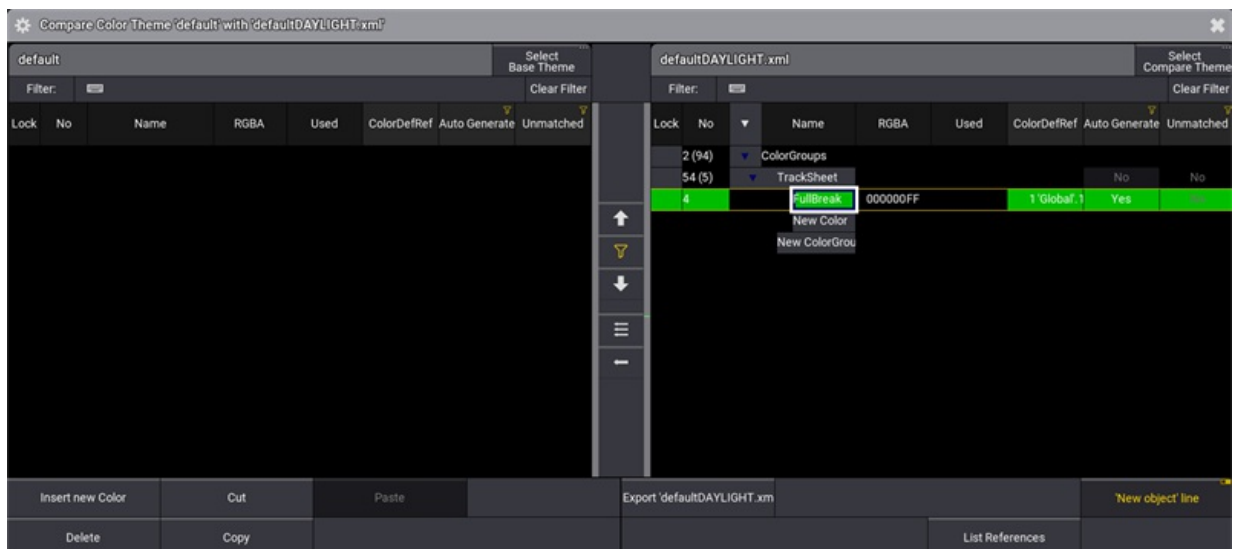 Compare Color Theme 'default' with 'defaultDAYLIGHT.xml'
default
Select
Base Theme
defaultDAYLIGHT.xml
Select
Compare Theme
Filter:
Clear Filter
Filter:
Clear Filter
Lock No Name RGBA Used ColorDefRef Auto Generate Unmatched
Lock No Name RGBA Used ColorDefRef Auto Generate Unmatched
2 (94) ColorGroups
54 (5) TrackSheet No No
4 FullBreak 000000FF 1 'Global'.1 Yes
New Color
New ColorGrou
Insert new Color Cut Paste Export 'defaultDAYLIGHT.xm 'New object' line
Delete Copy List References